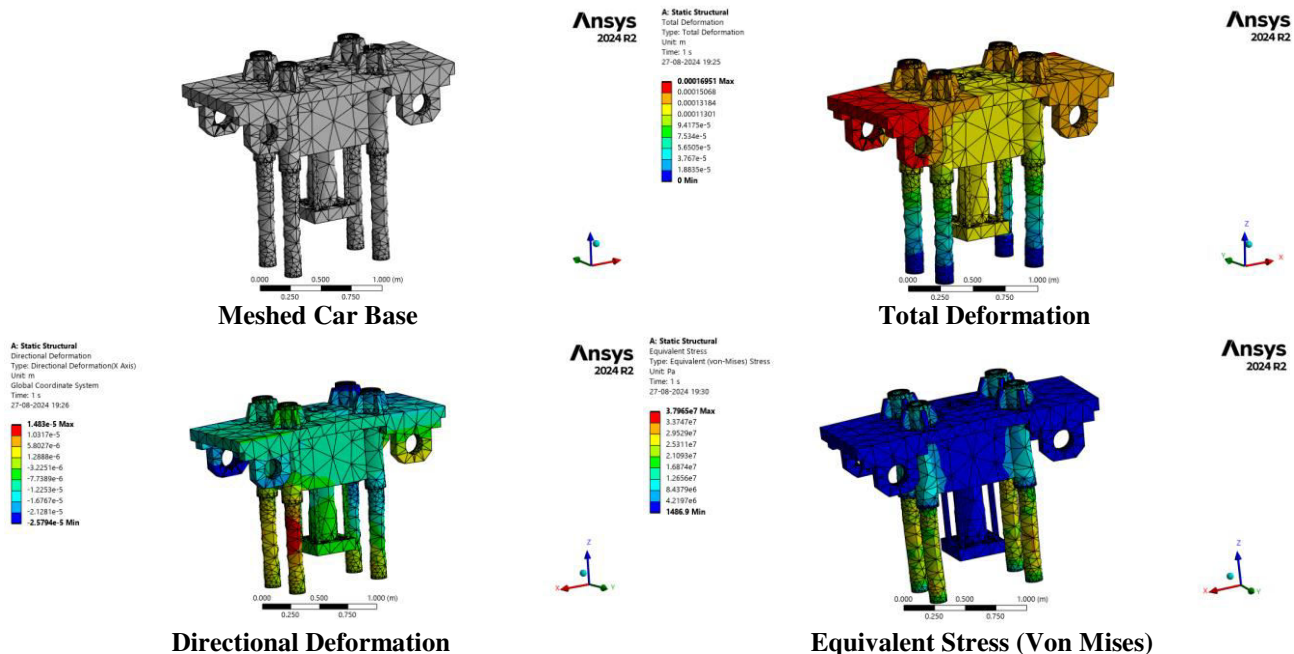 Ansys
2024 R2
0.000
0.500
1.000 (m)
0.250
0.750
Meshed Car Base
A: Static Structural
Total Deformation
Type: Total Deformation
Unit: m
Time: 1 s
27-08-2024 19:25
0.00016951 Max
0.00015068
0.00013184
0.00011301
9.4175e-5
7.534e-5
5.6505e-5
3.767e-5
1.8835e-5
0 Min
Ansys
2024 R2
Z
Y
X
0.000
0.500
1.000 (m)
0.250
0.750
Total Deformation
A: Static Structural
Directional Deformation
Type: Directional Deformation(X Axis)
Unit: m
Global Coordinate System
Time: 1 s
27-08-2024 19:26
1.483e-5 Max
1.0317e-5
5.8027e-6
1.2888e-6
-3.2251e-6
-7.7389e-6
-1.2253e-5
-1.6767e-5
-2.1281e-5
-2.5794e-5 Min
Ansys
2024 R2
Z
X
Y
0.000
0.500
1.000 (m)
0.250
0.750
Directional Deformation
A: Static Structural
Equivalent Stress
Type: Equivalent (von-Mises) Stress
Unit: Pa
Time: 1 s
27-08-2024 19:30
3.7965e7 Max
3.3747e7
2.9529e7
2.5311e7
2.1093e7
1.6874e7
1.2656e7
8.4379e6
4.2197e6
1486.9 Min
Ansys
2024 R2
Z
X
Y
0.000
0.500
1.000 (m)
0.250
0.750
Equivalent Stress (Von Mises)